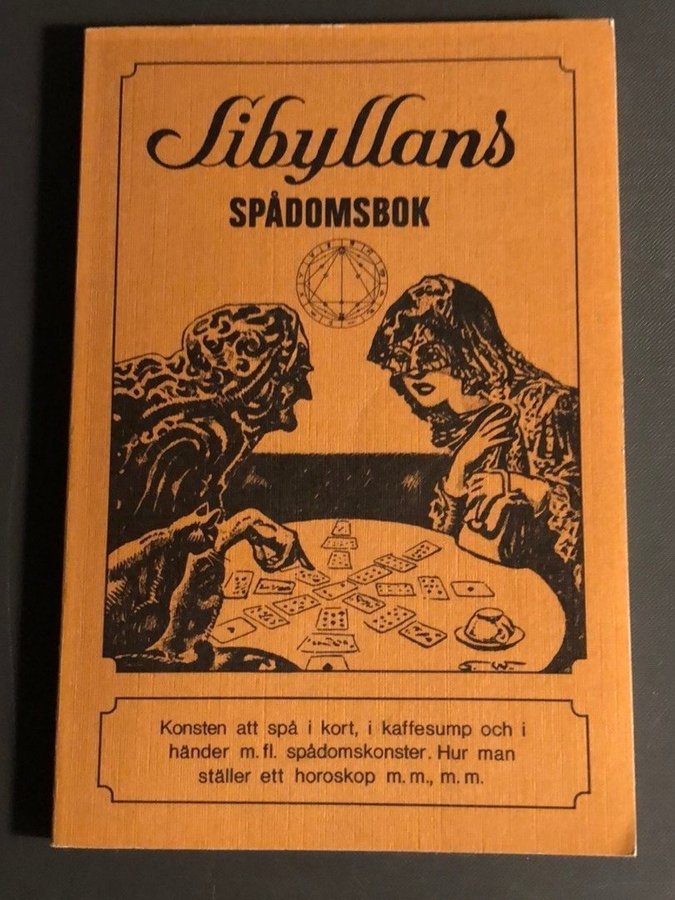 Sibyllans
SPÅDOMSBOK
S. W.
Konsten att spå i kort, i kaffesump och i
händer m. fl. spådomskonster. Hur man
ställer ett horoskop m. m., m. m.